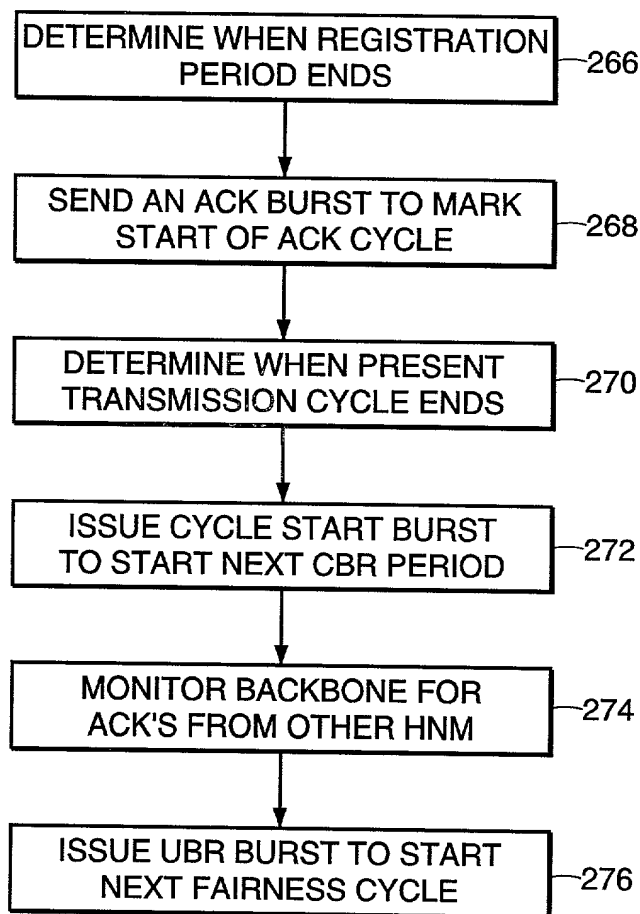 DETERMINE WHEN REGISTRATION
PERIOD ENDS
266
SEND AN ACK BURST TO MARK
START OF ACK CYCLE
268
DETERMINE WHEN PRESENT
TRANSMISSION CYCLE ENDS
270
ISSUE CYCLE START BURST
TO START NEXT CBR PERIOD
272
MONITOR BACKBONE FOR
ACK'S FROM OTHER HNM
274
ISSUE UBR BURST TO START
NEXT FAIRNESS CYCLE
276